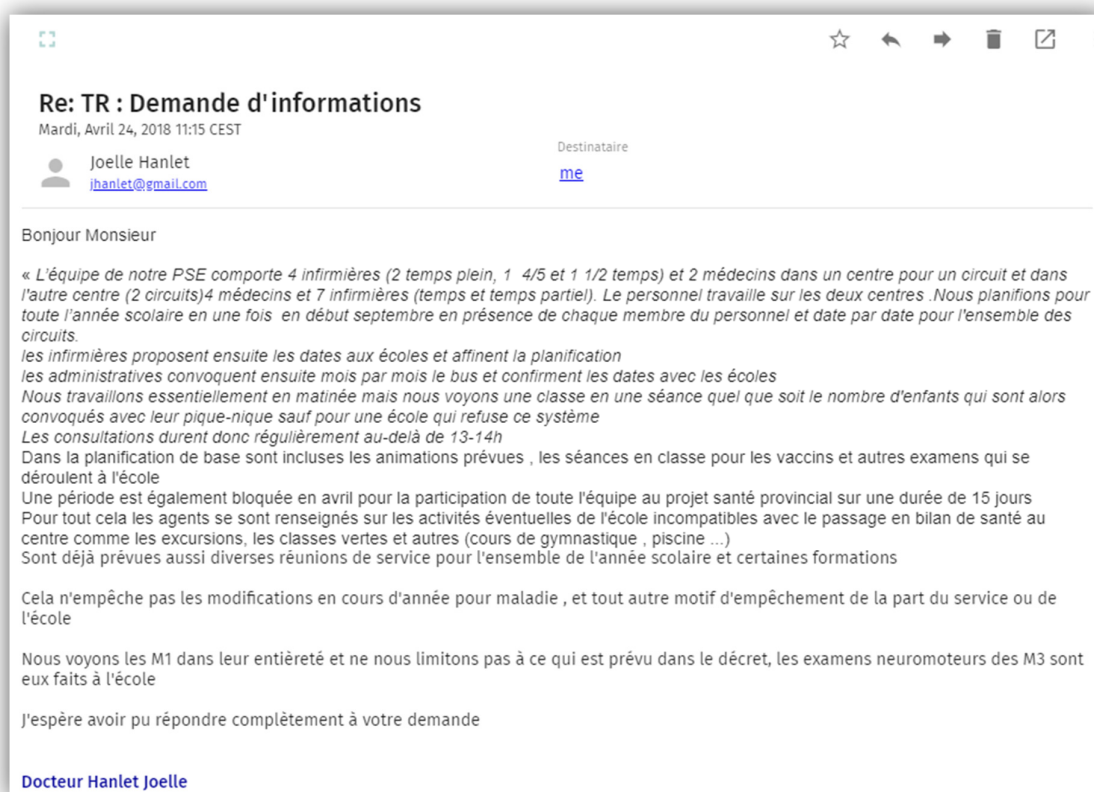 Re: TR : Demande d'informations
Mardi, Avril 24, 2018 11:15 CEST
Joelle Hanlet
jhanlet@gmail.com
Destinataire
me
Bonjour Monsieur
« L'équipe de notre PSE comporte 4 infirmières (2 temps plein, 1 4/5 et 1 1/2 temps) et 2 médecins dans un centre pour un circuit et dans
l'autre centre (2 circuits)4 médecins et 7 infirmières (temps et temps partiel). Le personnel travaille sur les deux centres .Nous planifions pour
toute l'année scolaire en une fois en début septembre en présence de chaque membre du personnel et date par date pour l'ensemble des
circuits.
les infirmières proposent ensuite les dates aux écoles et affinent la planification
les administratives convoquent ensuite mois par mois le bus et confirment les dates avec les écoles
Nous travaillons essentiellement en matinée mais nous voyons une classe en une séance quel que soit le nombre d'enfants qui sont alors
convoqués avec leur pique-nique sauf pour une école qui refuse ce système
Les consultations durent donc régulièrement au-delà de 13-14h
Dans la planification de base sont incluses les animations prévues , les séances en classe pour les vaccins et autres examens qui se
déroulent à l'école
Une période est également bloquée en avril pour la participation de toute l'équipe au projet santé provincial sur une durée de 15 jours
Pour tout cela les agents se sont renseignés sur les activités éventuelles de l'école incompatibles avec le passage en bilan de santé au
centre comme les excursions, les classes vertes et autres (cours de gymnastique , piscine ...)
Sont déjà prévues aussi diverses réunions de service pour l'ensemble de l'année scolaire et certaines formations
Cela n'empêche pas les modifications en cours d'année pour maladie , et tout autre motif d'empêchement de la part du service ou de
l'école
Nous voyons les M1 dans leur entièreté et ne nous limitons pas à ce qui est prévu dans le décret, les examens neuromoteurs des M3 sont
eux faits à l'école
J'espère avoir pu répondre complètement à votre demande
Docteur Hanlet Joelle